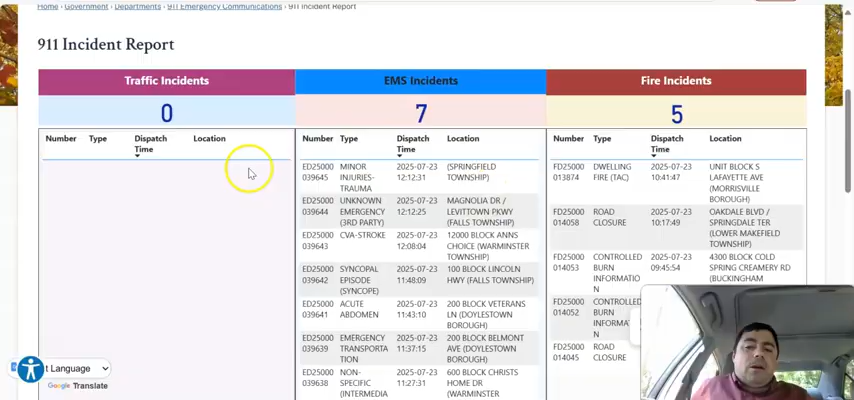 Home › Government › Departments › 911 Emergency Communications › 911 Incident Report
911 Incident Report
Traffic Incidents
0
Number Type Dispatch Time Location
EMS Incidents
7
Number Type Dispatch Time Location
ED25000 039645 MINOR INJURIES- TRAUMA 2025-07-23 12:12:31 (SPRINGFIELD TOWNSHIP)
ED25000 039644 UNKNOWN EMERGENCY (3RD PARTY) 2025-07-23 12:12:25 MAGNOLIA DR / LEVITTOWN PKWY (FALLS TOWNSHIP)
ED25000 039643 CVA-STROKE 2025-07-23 12:08:04 12000 BLOCK ANNS CHOICE (WARMINSTER TOWNSHIP)
ED25000 039642 SYNCOPAL EPISODE (SYNCOPE) 2025-07-23 11:48:09 100 BLOCK LINCOLN HWY (FALLS TOWNSHIP)
ED25000 039641 ACUTE ABDOMEN 2025-07-23 11:43:10 200 BLOCK VETERANS LN (DOYLESTOWN BOROUGH)
ED25000 039639 EMERGENCY TRANSPORTA TION 2025-07-23 11:37:15 200 BLOCK BELMONT AVE (DOYLESTOWN BOROUGH)
ED25000 039638 NON- SPECIFIC (INTERMEDIA 2025-07-23 11:27:31 600 BLOCK CHRISTS HOME DR (WARMINSTER
Fire Incidents
5
Number Type Dispatch Time Location
FD25000 013874 DWELLING FIRE (TAC) 2025-07-23 10:41:47 UNIT BLOCK S LAFAYETTE AVE (MORRISVILLE BOROUGH)
FD25000 014058 ROAD CLOSURE 2025-07-23 10:17:49 OAKDALE BLVD / SPRINGDALE TER (LOWER MAKEFIELD TOWNSHIP)
FD25000 014053 CONTROLLED BURN INFORMATIO N 2025-07-23 09:45:54 4300 BLOCK COLD SPRING CREAMERY RD (BUCKINGHAM
FD25000 014052 CONTROLLED BURN INFORMAT N
FD25000 014045 ROAD CLOSURE
t Language
Google Translate